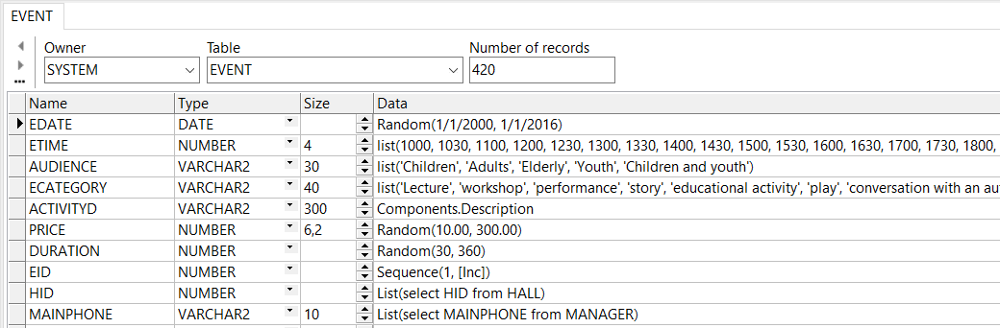 EVENT
Owner Table Number of records
SYSTEM EVENT 420
Name Type Size Data
EDATE DATE Random(1/1/2000, 1/1/2016)
ETIME NUMBER 4 list(1000, 1030, 1100, 1200, 1230, 1300, 1330, 1400, 1430, 1500, 1530, 1600, 1630, 1700, 1730, 1800,
AUDIENCE VARCHAR2 30 list('Children', 'Adults', 'Elderly', 'Youth', 'Children and youth')
ECATEGORY VARCHAR2 40 list('Lecture', 'workshop', 'performance', 'story', 'educational activity', 'play', 'conversation with an au
ACTIVITYD VARCHAR2 300 Components.Description
PRICE NUMBER 6,2 Random(10.00, 300.00)
DURATION NUMBER Random(30, 360)
EID NUMBER Sequence(1, [Inc])
HID NUMBER List(select HID from HALL)
MAINPHONE VARCHAR2 10 List(select MAINPHONE from MANAGER)